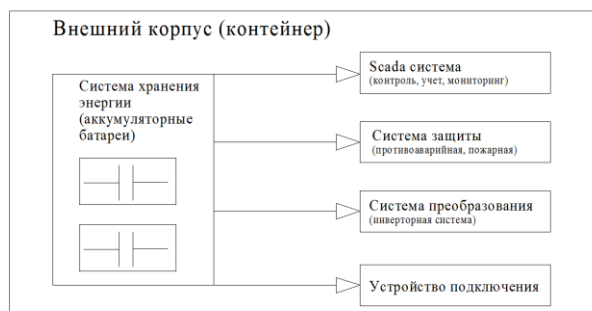 Внешний корпус (контейнер)
Система хранения
энергии
(аккумуляторные
батареи)
Scada система
(контроль, учет, мониторинг)
Система защиты
(противоаварийная, пожарная)
Система преобразования
(инверторная система)
Устройство подключения